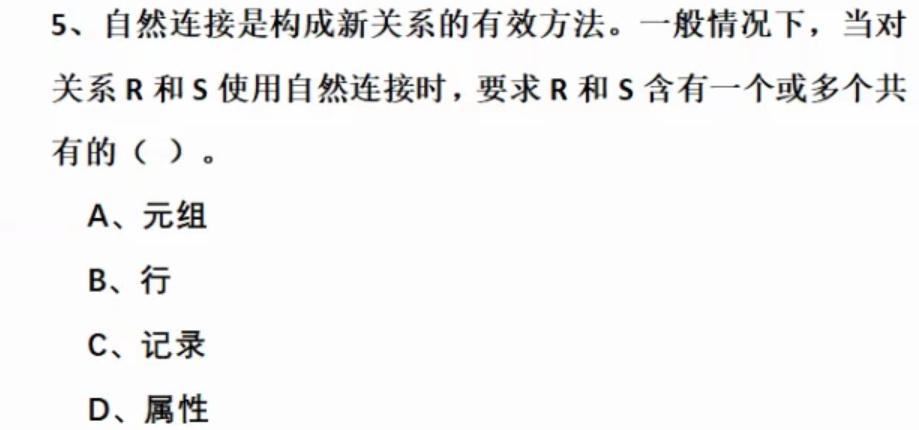 5、自然连接是构成新关系的有效方法。一般情况下，当对
关系 R 和 S 使用自然连接时，要求 R 和 S 含有一个或多个共
有的（ ）。
A、元组
B、行
C、记录
D、属性